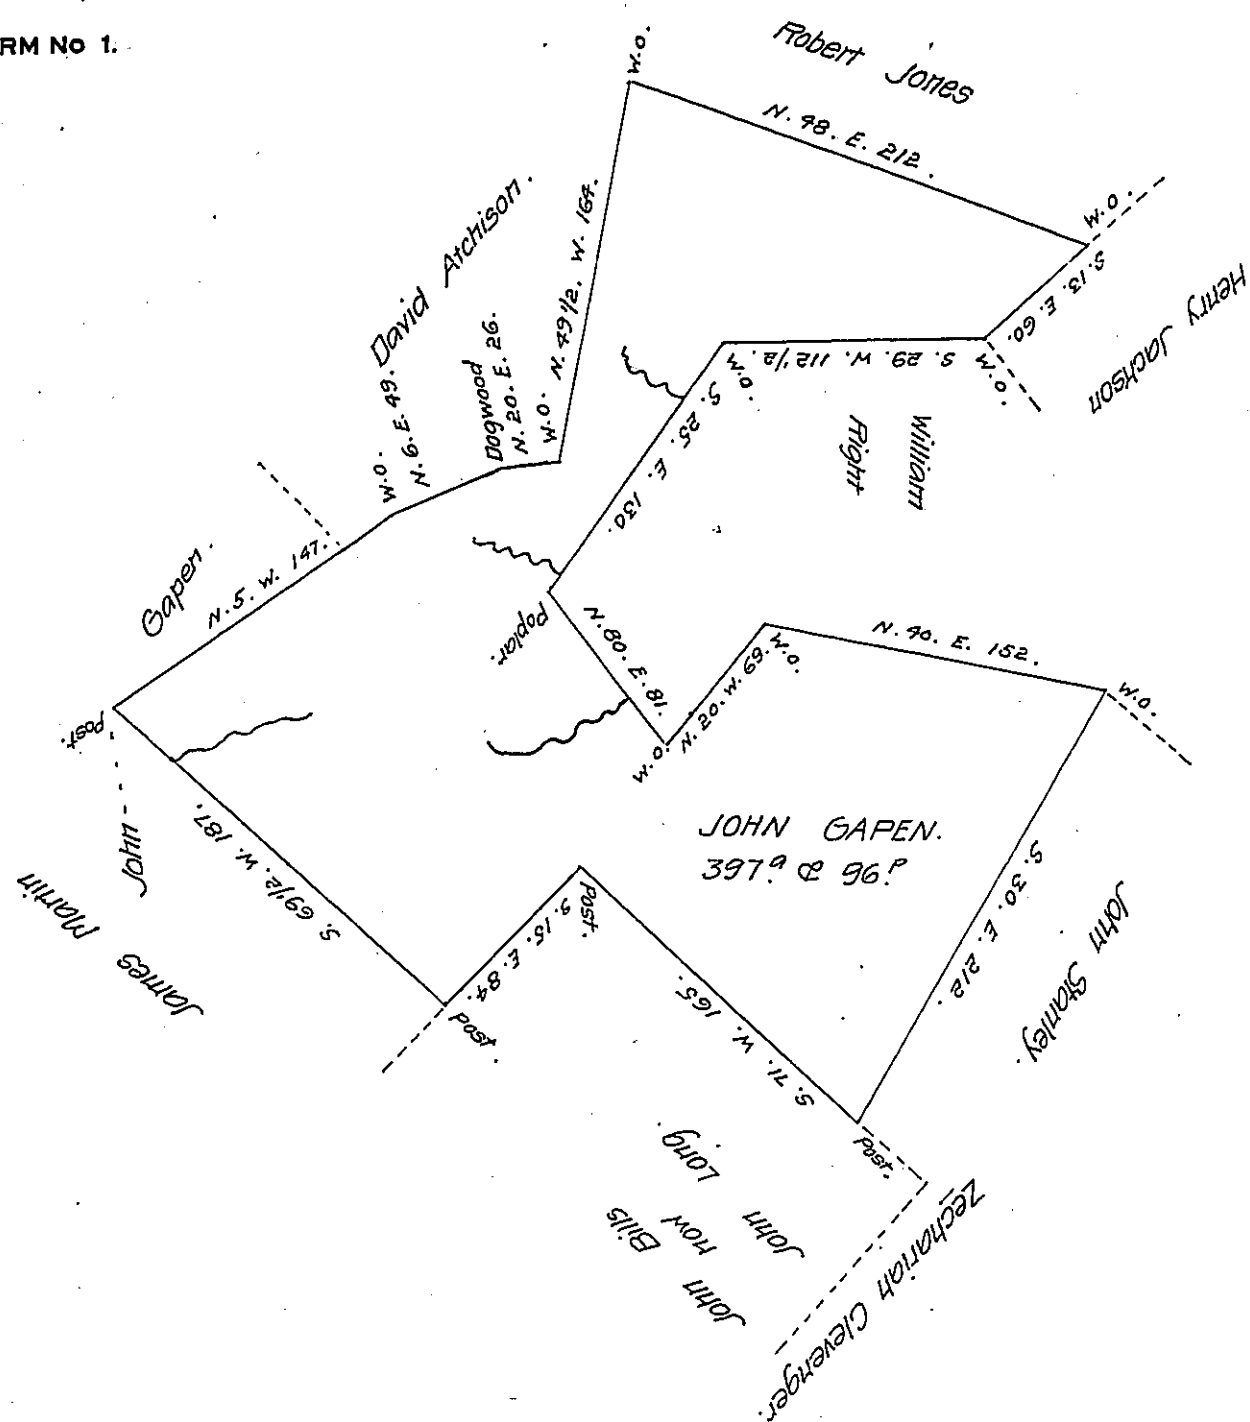 RM No 1.
Robert Jones
W.O.
N. 48. E. 212.
W.O.
S. 13. E. 60.
Henry Jackson
W.O.
S. 29 W. 112 1/2.
William
Right
W.O.
S. 25. E. 130.
David Atchison.
N. 49 1/2. W. 164.
W.O.
N. 20. E. 26.
Dogwood
N. 6. E. 49.
W.O.
Gapen.
N. 5. W. 147.
Poplar.
N. 80. E. 81.
W.O.
N. 20. W. 69.
W.O.
N. 40. E. 152.
W.O.
Post.
John
James Martin
S. 69 1/2. W. 187.
JOHN GAPEN.
397.a & 96.p
S. 30. E. 212.
John Stanley.
Post.
S. 15. E. 84.
Post.
S. 71. W. 165.
Post.
John
Bills
now
John
Long.
Zechariah Clevenger.